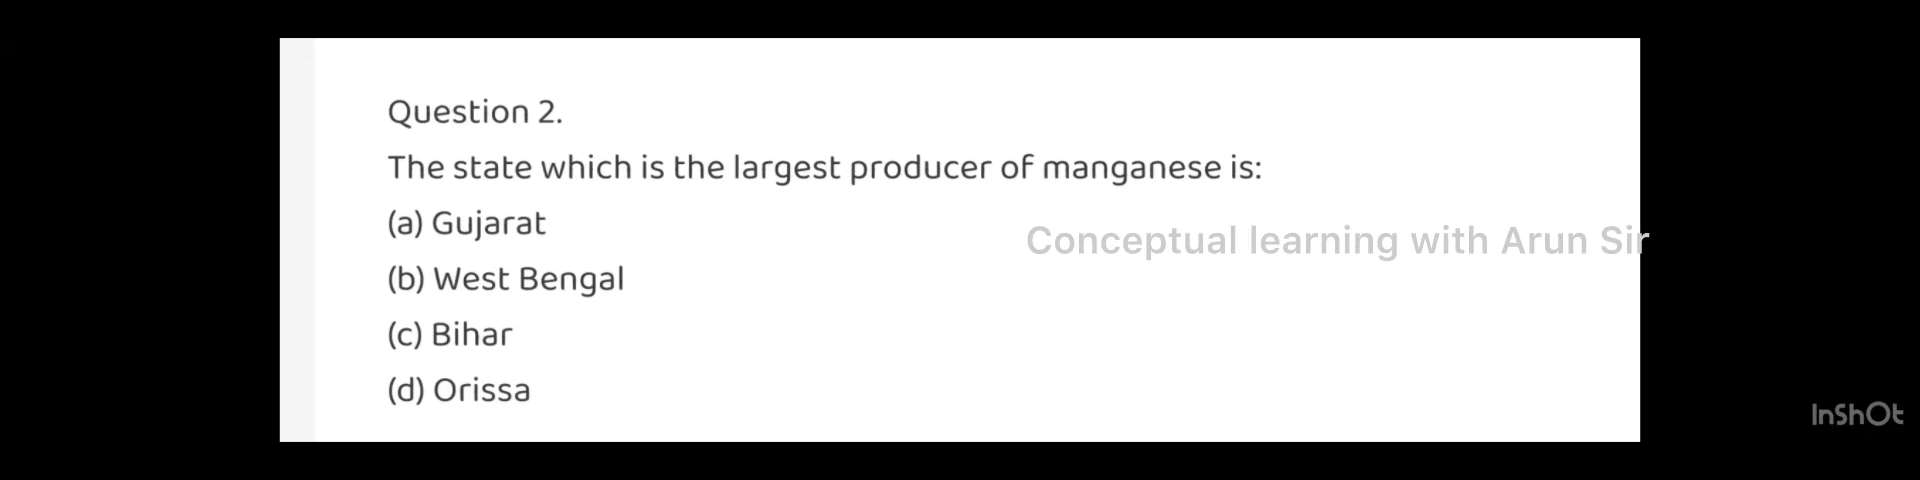 Question 2.
The state which is the largest producer of manganese is:
(a) Gujarat
Conceptual learning with Arun Sir
(b) West Bengal
(c) Bihar
(d) Orissa
InShOt